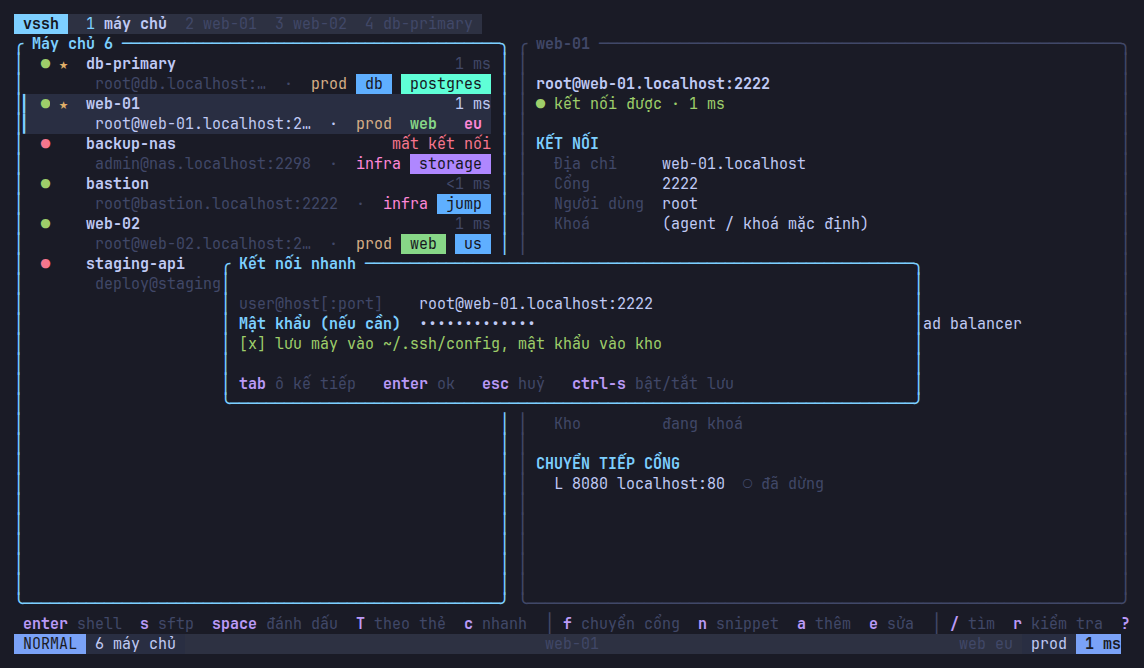 vssh 1 máy chủ 2 web-01 3 web-02 4 db-primary
Máy chủ 6
● ★ db-primary 1 ms
root@db.localhost:… · prod db postgres
● ★ web-01 1 ms
root@web-01.localhost:2… · prod web eu
● backup-nas mất kết nối
admin@nas.localhost:2298 · infra storage
● bastion <1 ms
root@bastion.localhost:2222 · infra jump
● web-02 1 ms
root@web-02.localhost:2… · prod web us
● staging-api
deploy@staging
web-01
root@web-01.localhost:2222
● kết nối được · 1 ms
KẾT NỐI
Địa chỉ web-01.localhost
Cổng 2222
Người dùng root
Khoá (agent / khoá mặc định)
ad balancer
Kho đang khoá
CHUYỂN TIẾP CỔNG
L 8080 localhost:80 ○ đã dừng
Kết nối nhanh
user@host[:port] root@web-01.localhost:2222
Mật khẩu (nếu cần) •••••••••••••
[x] lưu máy vào ~/.ssh/config, mật khẩu vào kho
tab ô kế tiếp enter ok esc huỷ ctrl-s bật/tắt lưu
enter shell s sftp space đánh dấu T theo thẻ c nhanh │ f chuyển cổng n snippet a thêm e sửa │ / tìm r kiểm tra ?
NORMAL 6 máy chủ web-01 web eu prod 1 ms